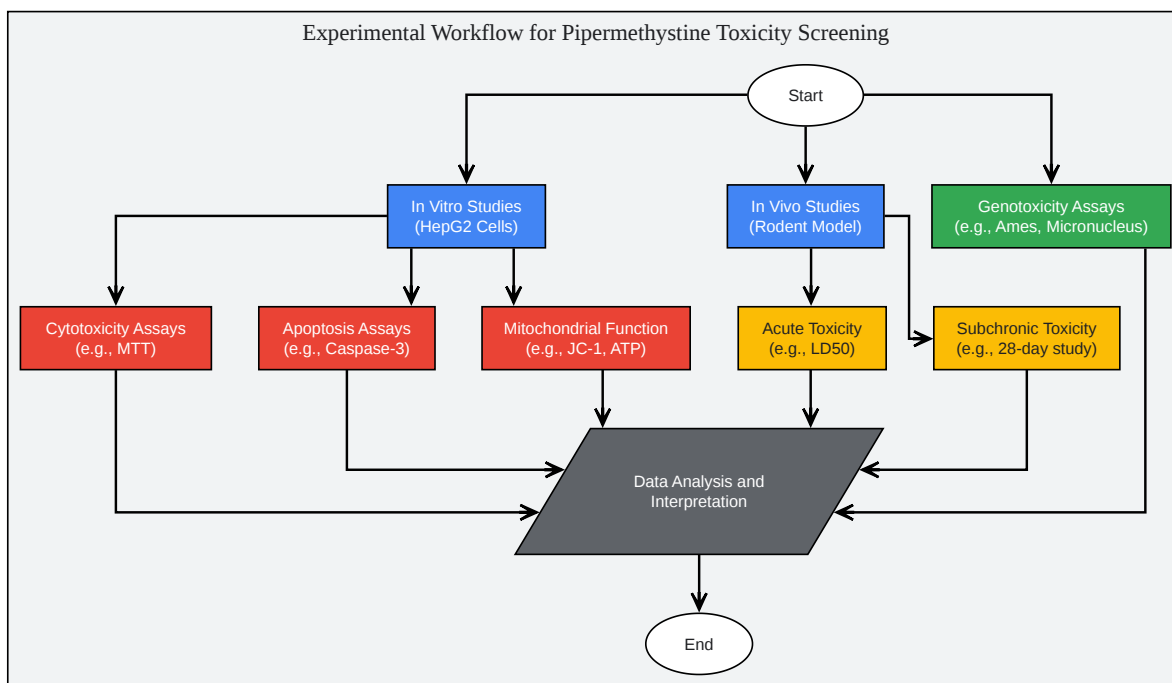 Experimental Workflow for Pipermethystine Toxicity Screening
Start
In Vitro Studies
(HepG2 Cells)
In Vivo Studies
(Rodent Model)
Genotoxicity Assays
(e.g., Ames, Micronucleus)
Cytotoxicity Assays
(e.g., MTT)
Apoptosis Assays
(e.g., Caspase-3)
Mitochondrial Function
(e.g., JC-1, ATP)
Acute Toxicity
(e.g., LD50)
Subchronic Toxicity
(e.g., 28-day study)
Data Analysis and
Interpretation
End